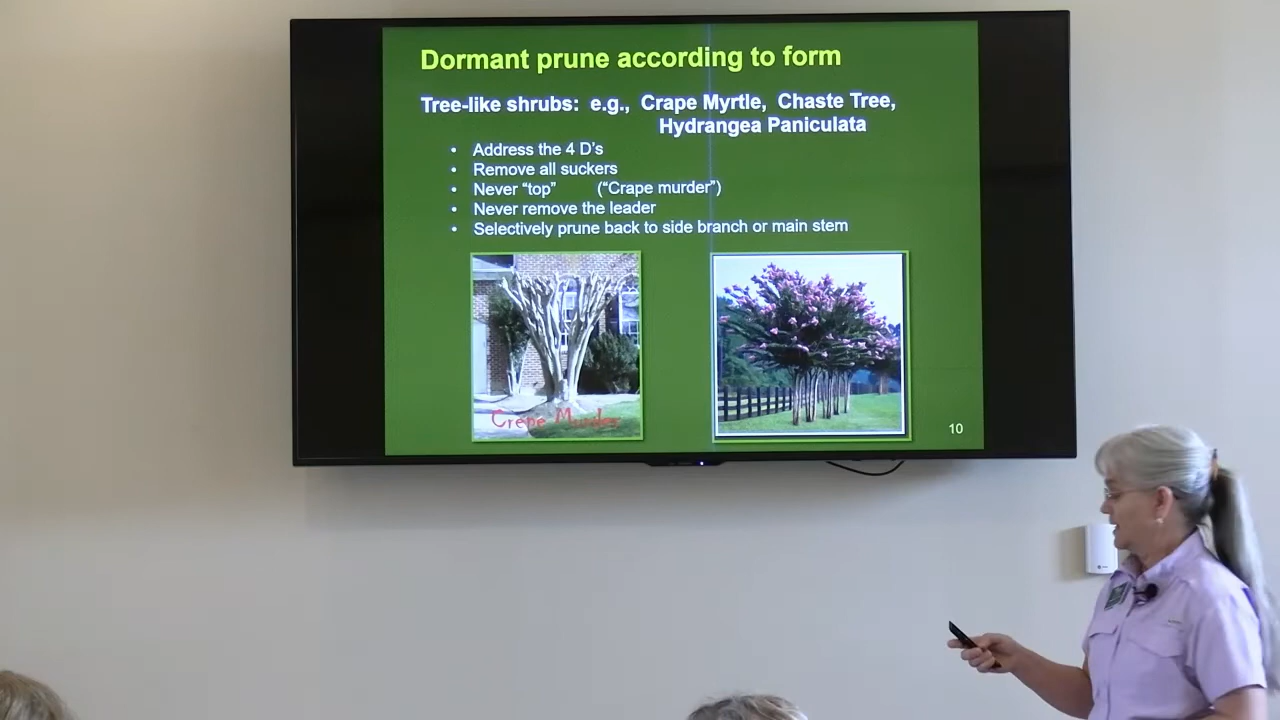 Dormant prune according to form
Tree-like shrubs: e.g., Crape Myrtle, Chaste Tree,
Hydrangea Paniculata
• Address the 4 D's
• Remove all suckers
• Never “top” (“Crape murder”)
• Never remove the leader
• Selectively prune back to side branch or main stem
Crepe Murder
10